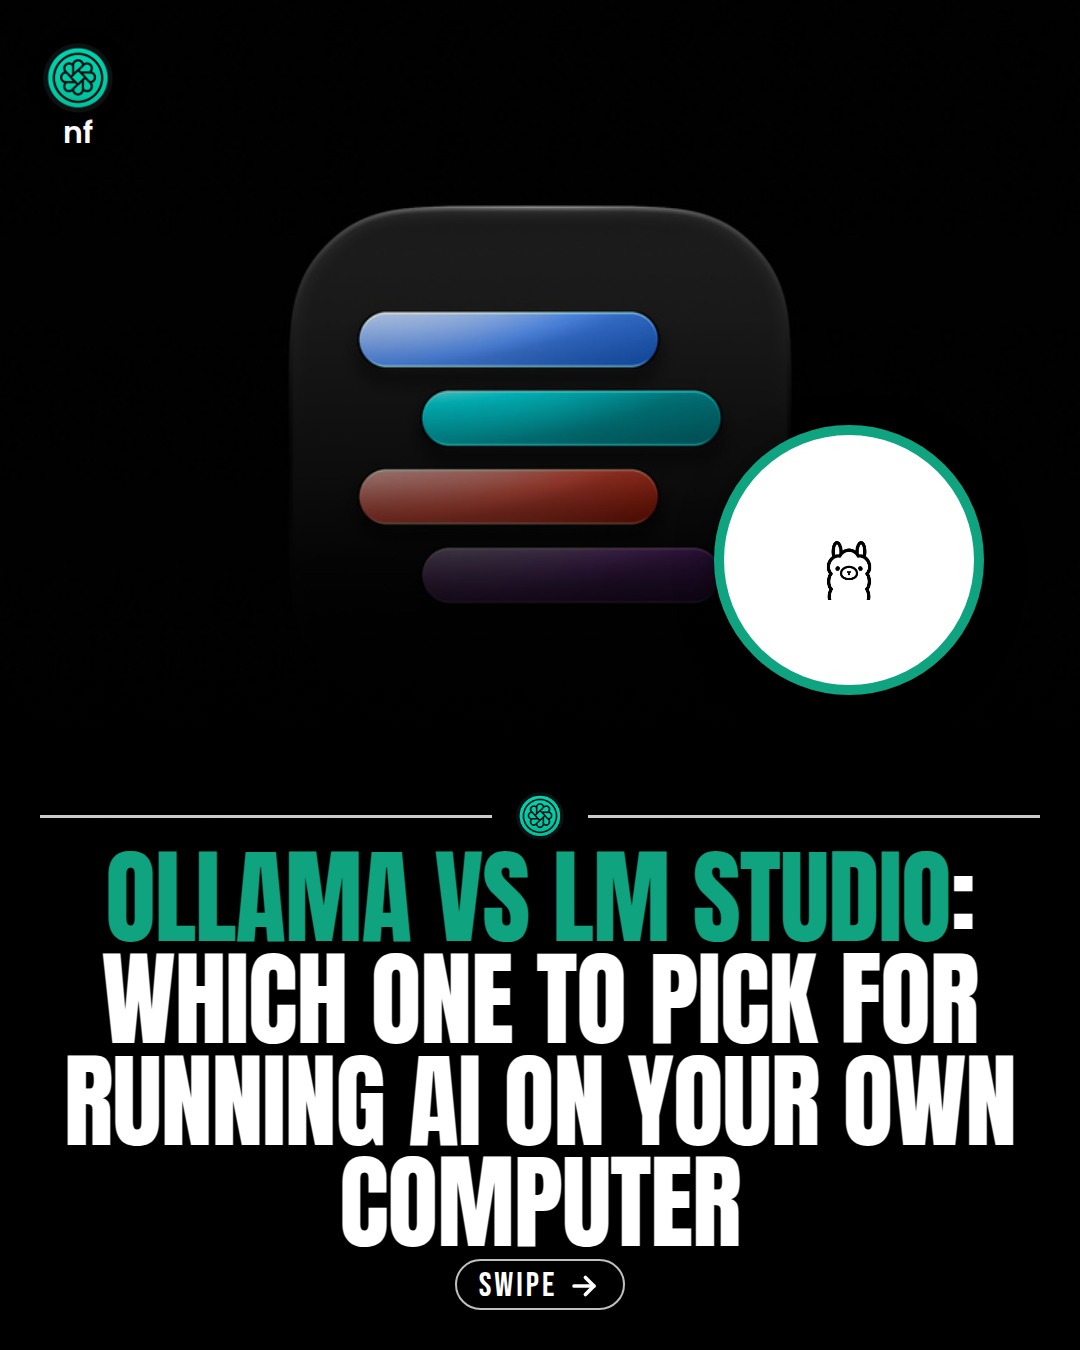 nf
OLLAMA VS LM STUDIO:
WHICH ONE TO PICK FOR
RUNNING AI ON YOUR OWN
COMPUTER
SWIPE →